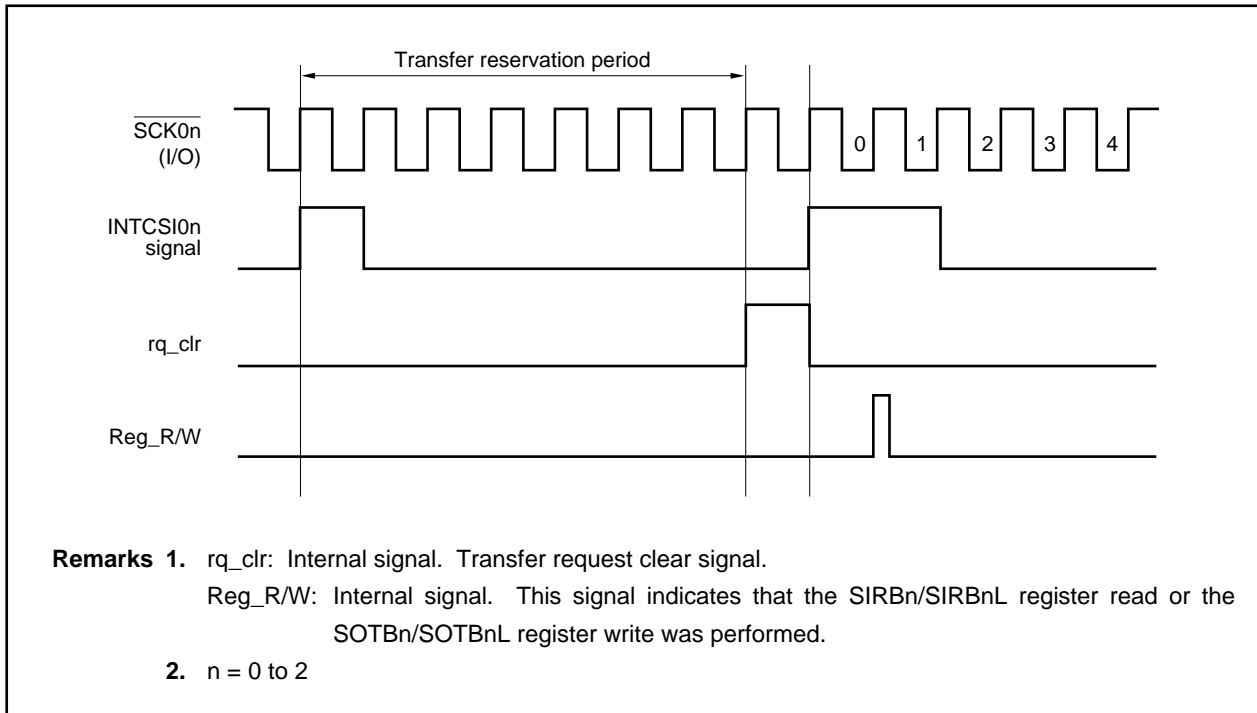 Transfer reservation period
SCK0n
(I/O)
0 1 2 3 4
INTCSI0n
signal
rq_clr
Reg_R/W
Remarks 1. rq_clr: Internal signal. Transfer request clear signal.
Reg_R/W: Internal signal. This signal indicates that the SIRBn/SIRBnL register read or the
SOTBn/SOTBnL register write was performed.
2. n = 0 to 2